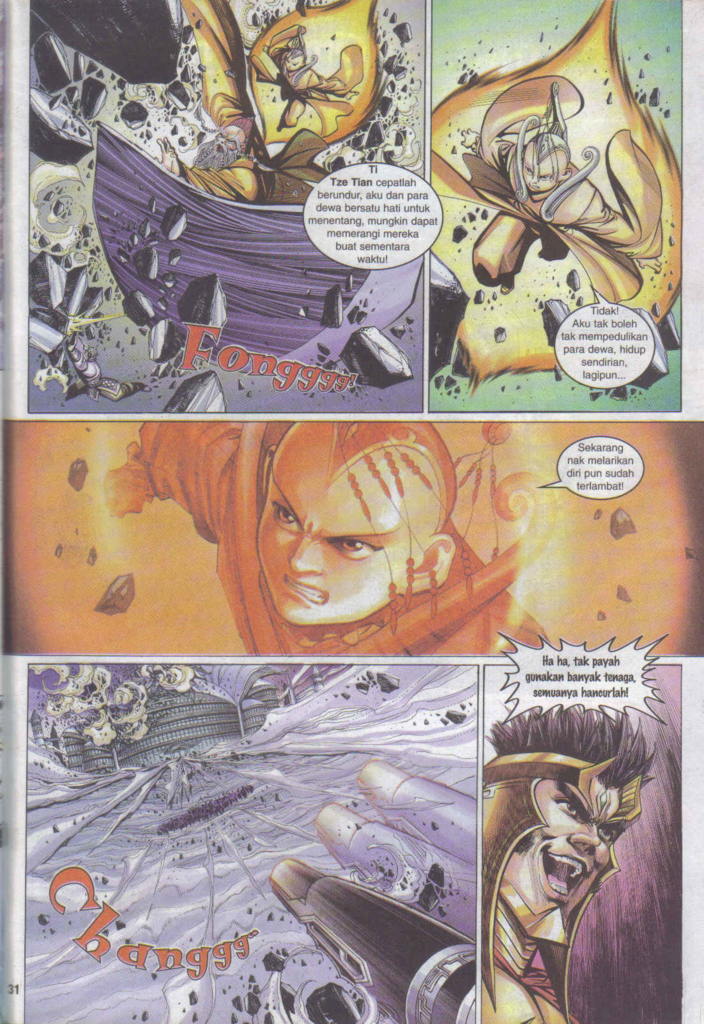 Ti
Tze Tian cepatlah
berundur, aku dan para
dewa bersatu hati untuk
menentang, mungkin dapat
memerangi mereka
buat sementara
waktu!
Fongggg!
Tidak!
Aku tak boleh
tak mempedulikan
para dewa, hidup
sendirian,
lagipun...
Sekarang
nak melarikan
diri pun sudah
terlambat!
Ha ha, tak payah
gunakan banyak tenaga,
semuanya hancurlah!
Changgg..
31